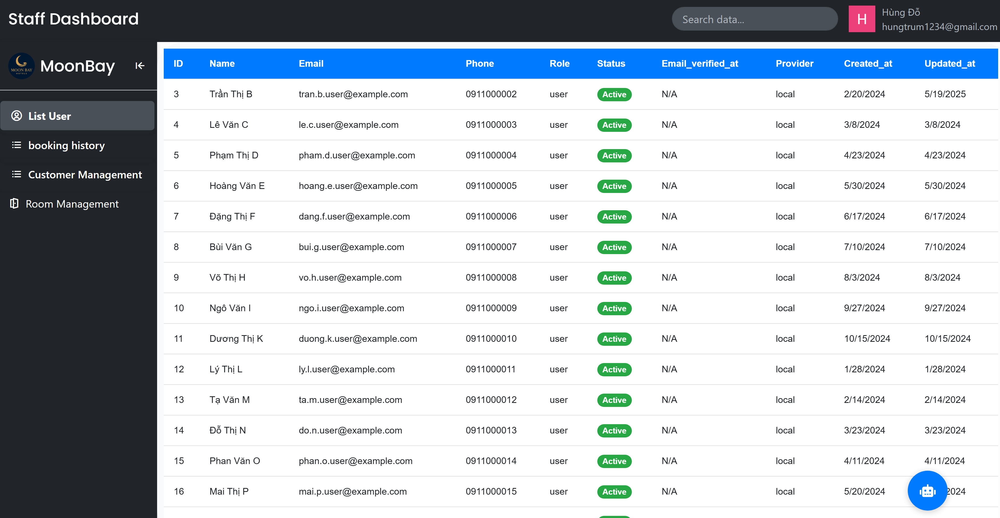 Staff Dashboard
Search data...
H
Hùng Đỗ
hungtrum1234@gmail.com
MOON BAY
HOTELS
MoonBay
List User
booking history
Customer Management
Room Management
ID Name Email Phone Role Status Email_verified_at Provider Created_at Updated_at
3 Trần Thị B tran.b.user@example.com 0911000002 user Active N/A local 2/20/2024 5/19/2025
4 Lê Văn C le.c.user@example.com 0911000003 user Active N/A local 3/8/2024 3/8/2024
5 Phạm Thị D pham.d.user@example.com 0911000004 user Active N/A local 4/23/2024 4/23/2024
6 Hoàng Văn E hoang.e.user@example.com 0911000005 user Active N/A local 5/30/2024 5/30/2024
7 Đặng Thị F dang.f.user@example.com 0911000006 user Active N/A local 6/17/2024 6/17/2024
8 Bùi Văn G bui.g.user@example.com 0911000007 user Active N/A local 7/10/2024 7/10/2024
9 Võ Thị H vo.h.user@example.com 0911000008 user Active N/A local 8/3/2024 8/3/2024
10 Ngô Văn I ngo.i.user@example.com 0911000009 user Active N/A local 9/27/2024 9/27/2024
11 Dương Thị K duong.k.user@example.com 0911000010 user Active N/A local 10/15/2024 10/15/2024
12 Lý Thị L ly.l.user@example.com 0911000011 user Active N/A local 1/28/2024 1/28/2024
13 Tạ Văn M ta.m.user@example.com 0911000012 user Active N/A local 2/14/2024 2/14/2024
14 Đỗ Thị N do.n.user@example.com 0911000013 user Active N/A local 3/23/2024 3/23/2024
15 Phan Văn O phan.o.user@example.com 0911000014 user Active N/A local 4/11/2024 4/11/2024
16 Mai Thị P mai.p.user@example.com 0911000015 user Active N/A local 5/20/2024